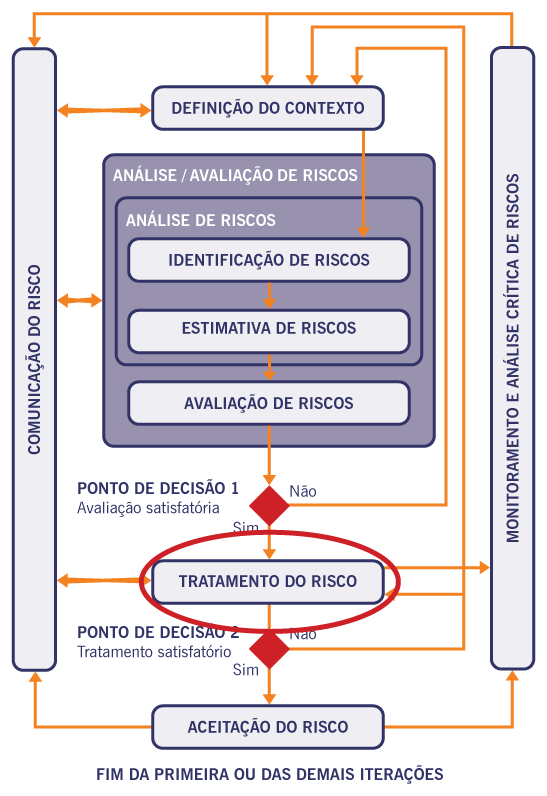 DEFINIÇÃO DO CONTEXTO
ANÁLISE / AVALIAÇÃO DE RISCOS
ANÁLISE DE RISCOS
IDENTIFICAÇÃO DE RISCOS
ESTIMATIVA DE RISCOS
AVALIAÇÃO DE RISCOS
COMUNICAÇÃO DO RISCO
MONITORAMENTO E ANÁLISE CRÍTICA DE RISCOS
PONTO DE DECISÃO 1
Avaliação satisfatória
Não
Sim
TRATAMENTO DO RISCO
PONTO DE DECISÃO 2
Tratamento satisfatório
Não
Sim
ACEITAÇÃO DO RISCO
FIM DA PRIMEIRA OU DAS DEMAIS ITERAÇÕES